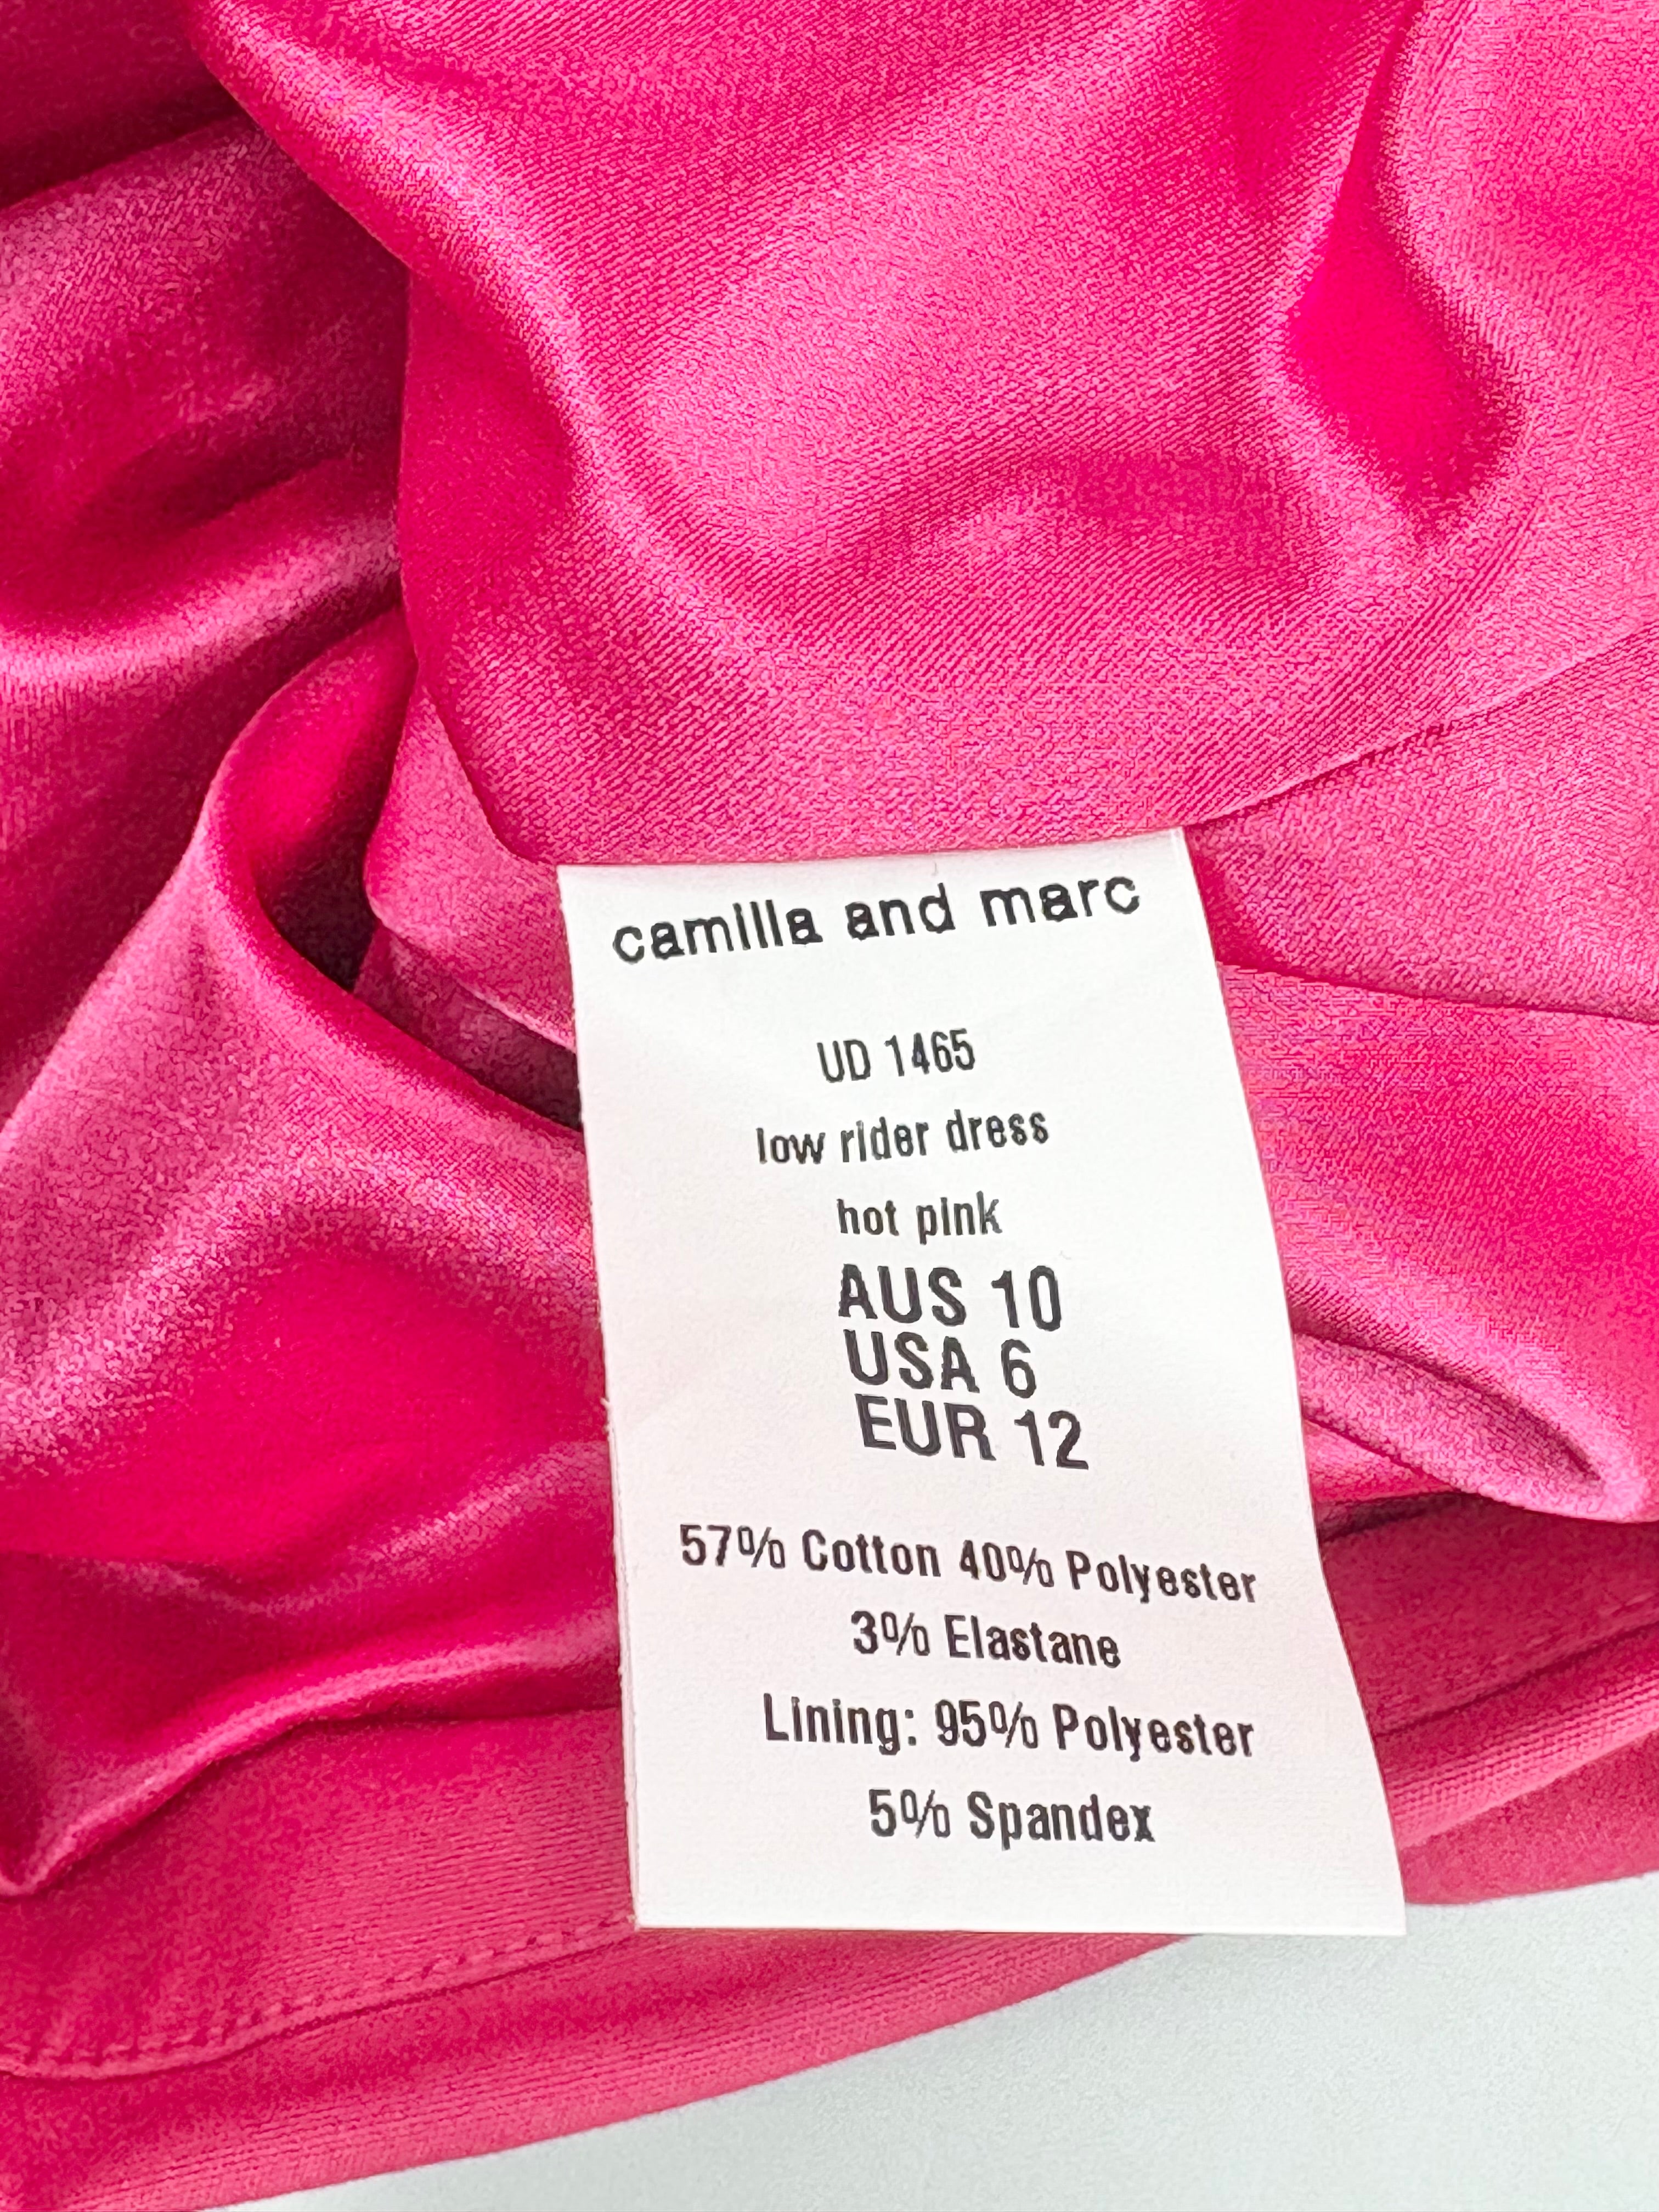 camilla and marc
UD 1465
low rider dress
hot pink
AUS 10
USA 6
EUR 12
57% Cotton 40% Polyester
3% Elastane
Lining: 95% Polyester
5% Spandex